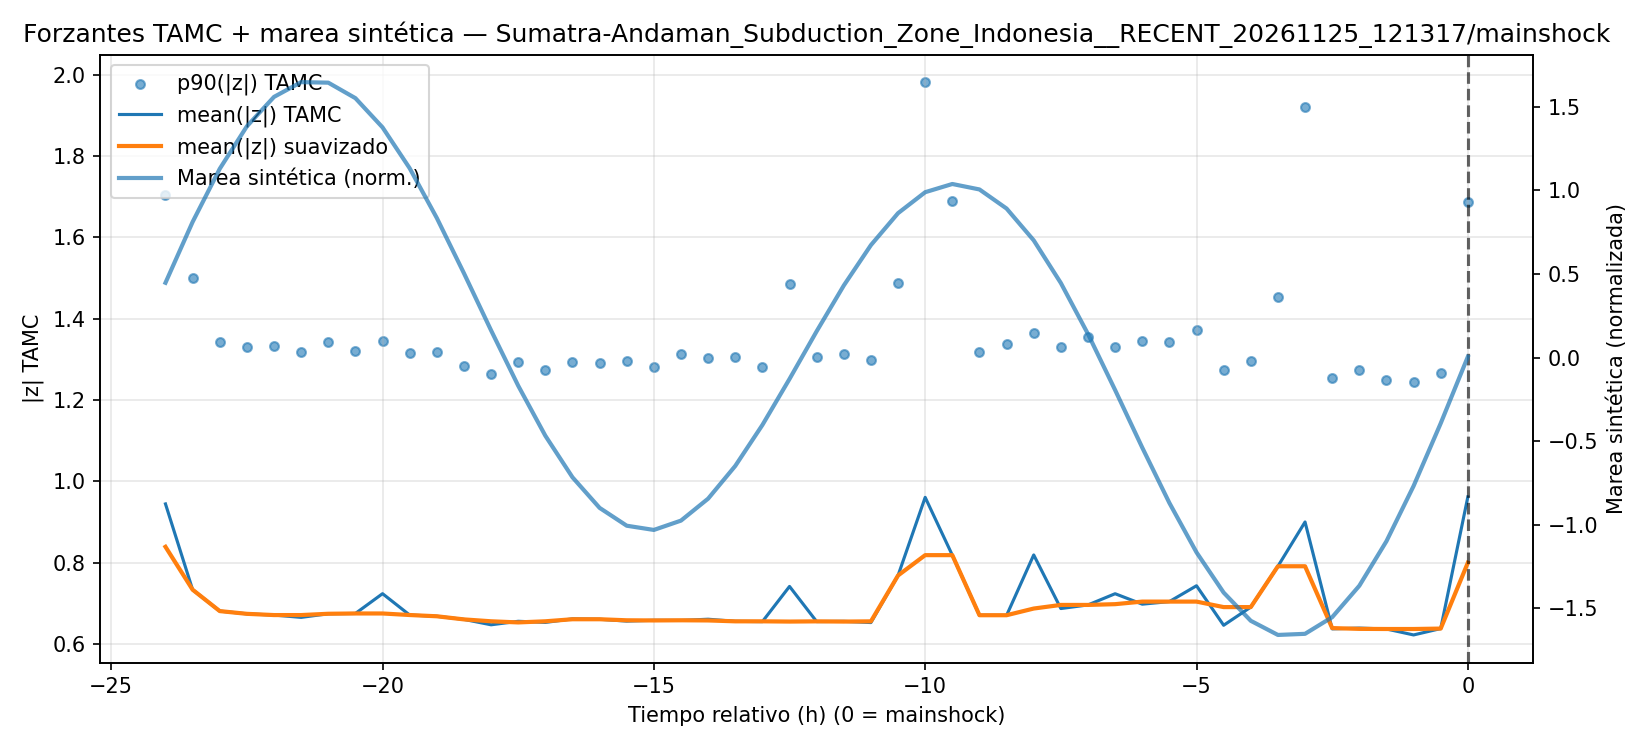 Forzantes TAMC + marea sintética — Sumatra-Andaman_Subduction_Zone_Indonesia__RECENT_20261125_121317/mainshock
p90(|z|) TAMC
mean(|z|) TAMC
mean(|z|) suavizado
Marea sintética (norm.)
|z| TAMC
2.0
1.8
1.6
1.4
1.2
1.0
0.8
0.6
1.5
1.0
0.5
0.0
−0.5
−1.0
−1.5
Marea sintética (normalizada)
−25 −20 −15 −10 −5 0
Tiempo relativo (h) (0 = mainshock)